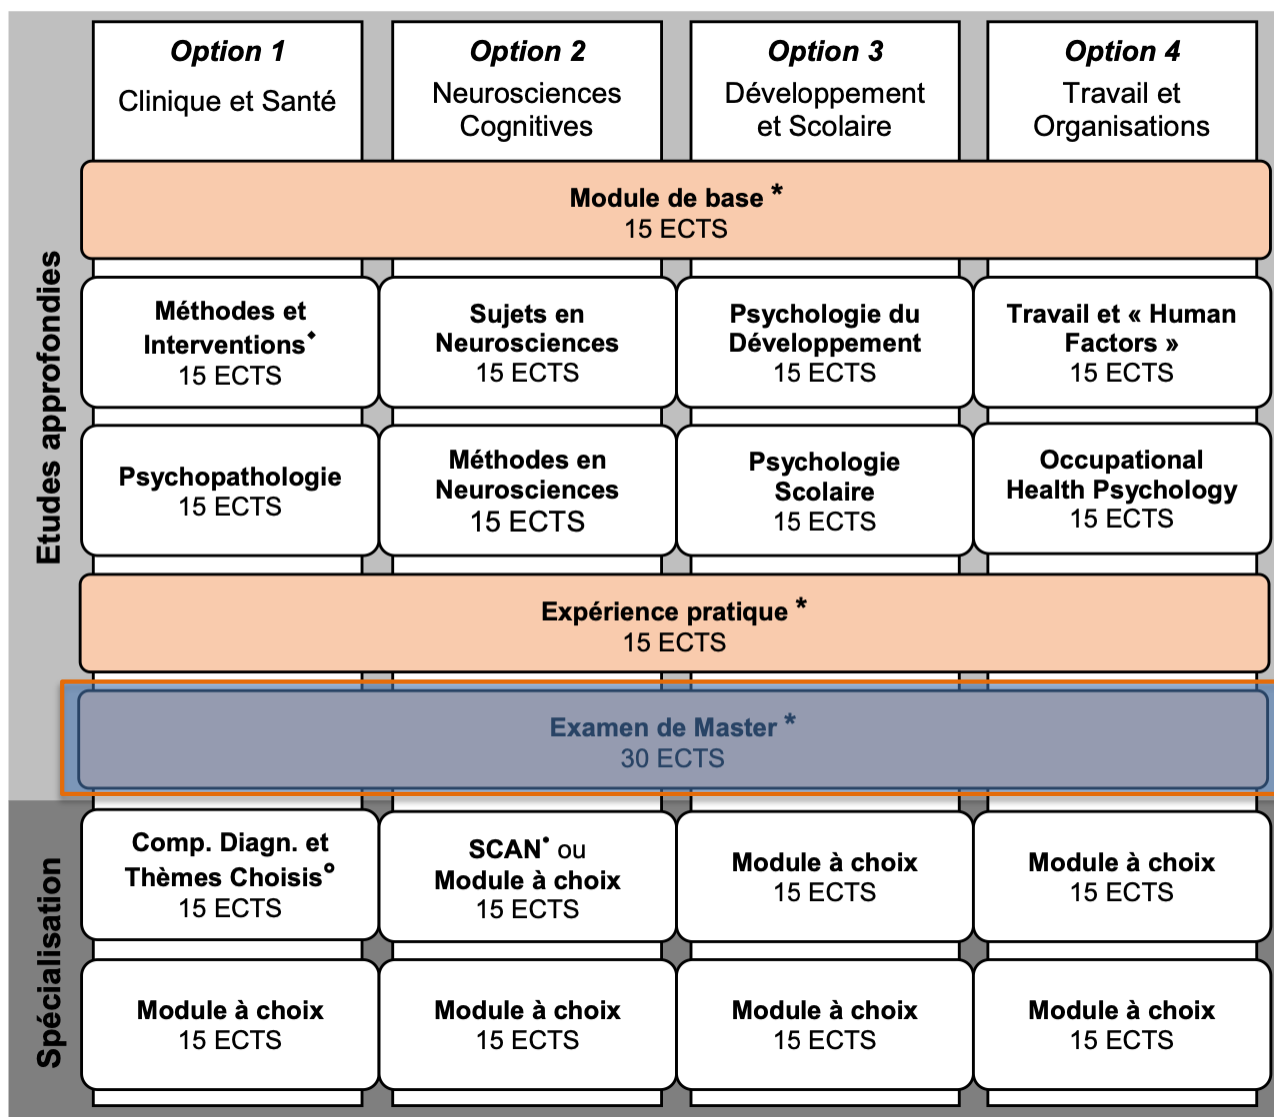 Option 1
Clinique et Santé
Option 2
Neurosciences
Cognitives
Option 3
Développement
et Scolaire
Option 4
Travail et
Organisations
Etudes approfondies
Module de base *
15 ECTS
Méthodes et
Interventions⬥
15 ECTS
Sujets en
Neurosciences
15 ECTS
Psychologie du
Développement
15 ECTS
Travail et « Human
Factors »
15 ECTS
Psychopathologie
15 ECTS
Méthodes en
Neurosciences
15 ECTS
Psychologie
Scolaire
15 ECTS
Occupational
Health Psychology
15 ECTS
Expérience pratique *
15 ECTS
Examen de Master *
30 ECTS
Spécialisation
Comp. Diagn. et
Thèmes Choisis°
15 ECTS
SCAN• ou
Module à choix
15 ECTS
Module à choix
15 ECTS
Module à choix
15 ECTS
Module à choix
15 ECTS
Module à choix
15 ECTS
Module à choix
15 ECTS
Module à choix
15 ECTS